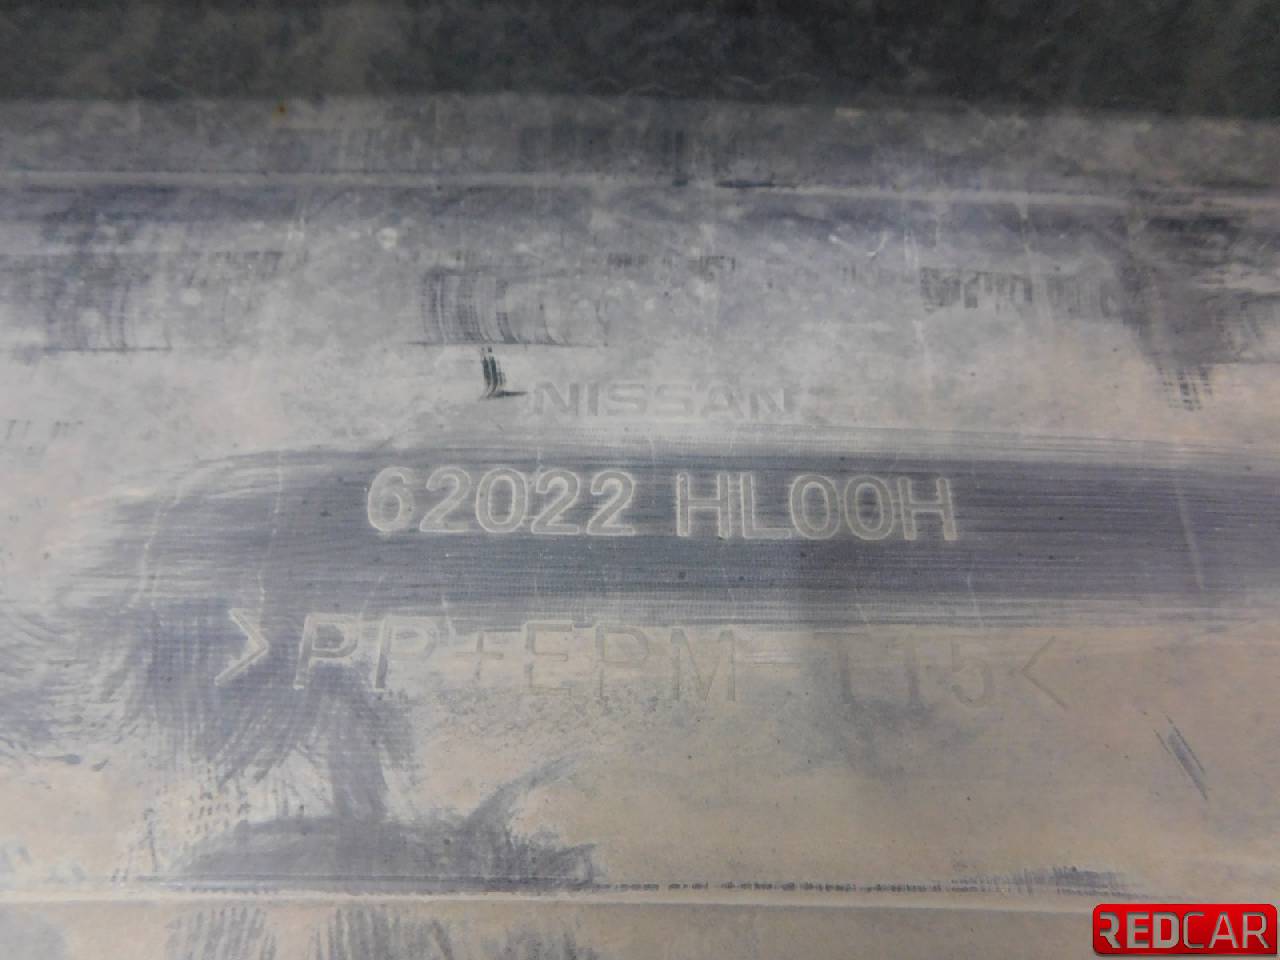 NISSAN
62022 HL00H
>PP+EPM-T15<
REDCAR